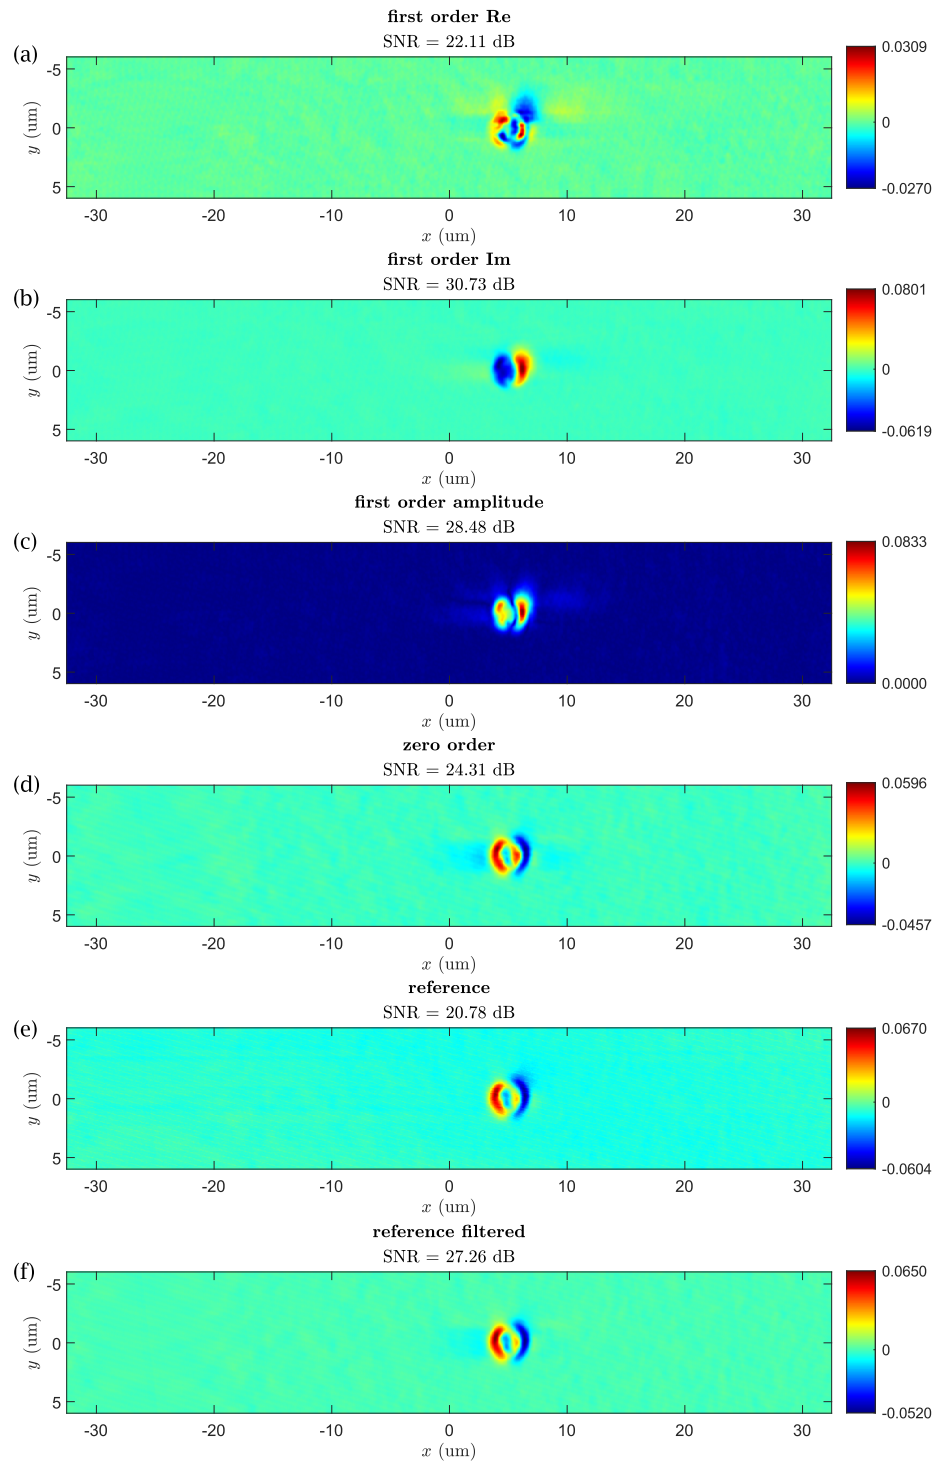 first order Re
SNR = 22.11 dB
(a)
0.0309
-5
0
5
y (um)
0
-0.0270
-30 -20 -10 0 10 20 30
x (um)
first order Im
SNR = 30.73 dB
(b)
0.0801
-5
0
5
y (um)
0
-0.0619
-30 -20 -10 0 10 20 30
x (um)
first order amplitude
SNR = 28.48 dB
(c)
0.0833
-5
0
5
y (um)
0.0000
-30 -20 -10 0 10 20 30
x (um)
zero order
SNR = 24.31 dB
(d)
0.0596
-5
0
5
y (um)
0
-0.0457
-30 -20 -10 0 10 20 30
x (um)
reference
SNR = 20.78 dB
(e)
0.0670
-5
0
5
y (um)
0
-0.0604
-30 -20 -10 0 10 20 30
x (um)
reference filtered
SNR = 27.26 dB
(f)
0.0650
-5
0
5
y (um)
0
-0.0520
-30 -20 -10 0 10 20 30
x (um)